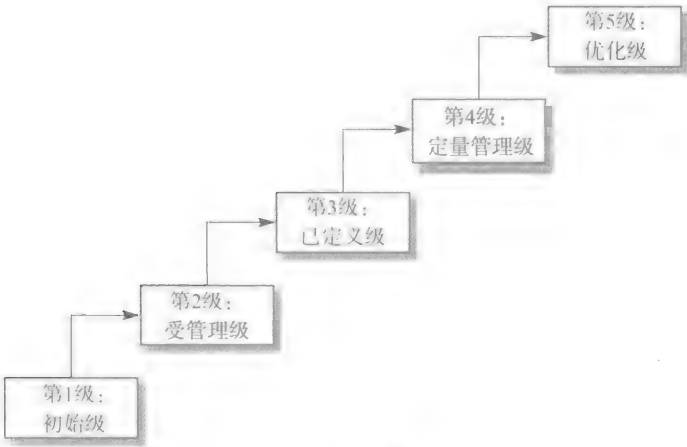 第5级：
优化级
第4级：
定量管理级
第3级：
已定义级
第2级：
受管理级
第1级：
初始级